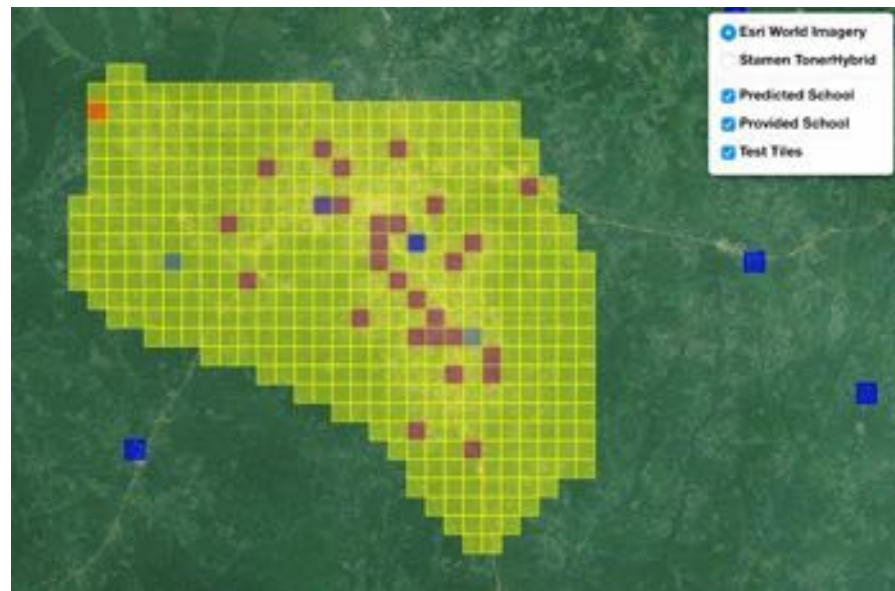 Esri World Imagery
Stamen TonerHybrid
Predicted School
Provided School
Test Tiles